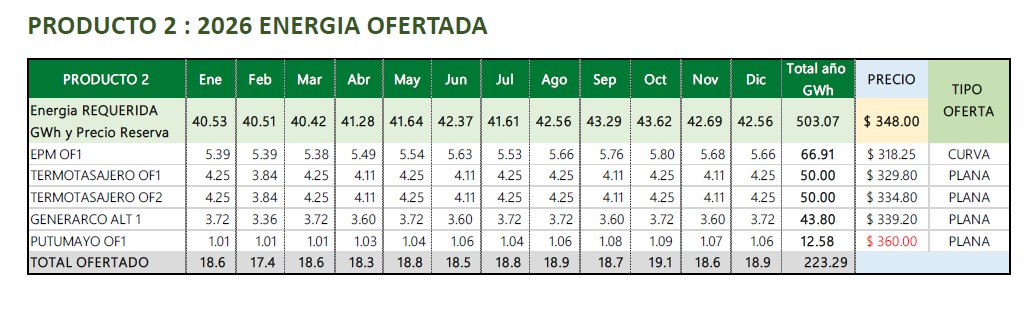 PRODUCTO 2 : 2026 ENERGIA OFERTADA
PRODUCTO 2 Ene Feb Mar Abr May Jun Jul Ago Sep Oct Nov Dic Total año GWh PRECIO TIPO OFERTA
Energia REQUERIDA GWh y Precio Reserva 40.53 40.51 40.42 41.28 41.64 42.37 41.61 42.56 43.29 43.62 42.69 42.56 503.07 $ 348.00
EPM OF1 5.39 5.39 5.38 5.49 5.54 5.63 5.53 5.66 5.76 5.80 5.68 5.66 66.91 $ 318.25 CURVA
TERMOTASAJERO OF1 4.25 3.84 4.25 4.11 4.25 4.11 4.25 4.25 4.11 4.25 4.11 4.25 50.00 $ 329.80 PLANA
TERMOTASAJERO OF2 4.25 3.84 4.25 4.11 4.25 4.11 4.25 4.25 4.11 4.25 4.11 4.25 50.00 $ 334.80 PLANA
GENERARCO ALT 1 3.72 3.36 3.72 3.60 3.72 3.60 3.72 3.72 3.60 3.72 3.60 3.72 43.80 $ 339.20 PLANA
PUTUMAYO OF1 1.01 1.01 1.01 1.03 1.04 1.06 1.04 1.06 1.08 1.09 1.07 1.06 12.58 $ 360.00 PLANA
TOTAL OFERTADO 18.6 17.4 18.6 18.3 18.8 18.5 18.8 18.9 18.7 19.1 18.6 18.9 223.29